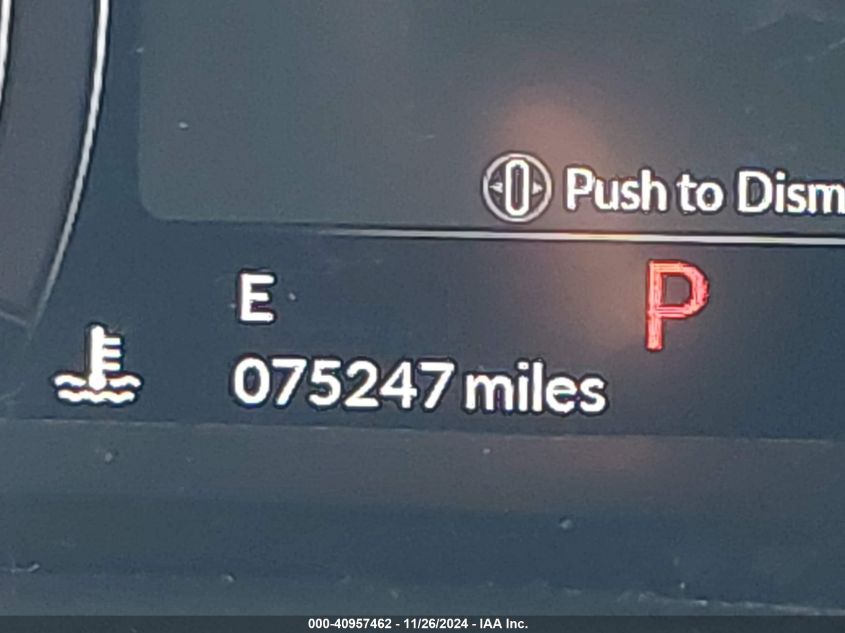 Push to Dism
E
P
075247 miles
000-40957462 - 11/26/2024 - IAA Inc.